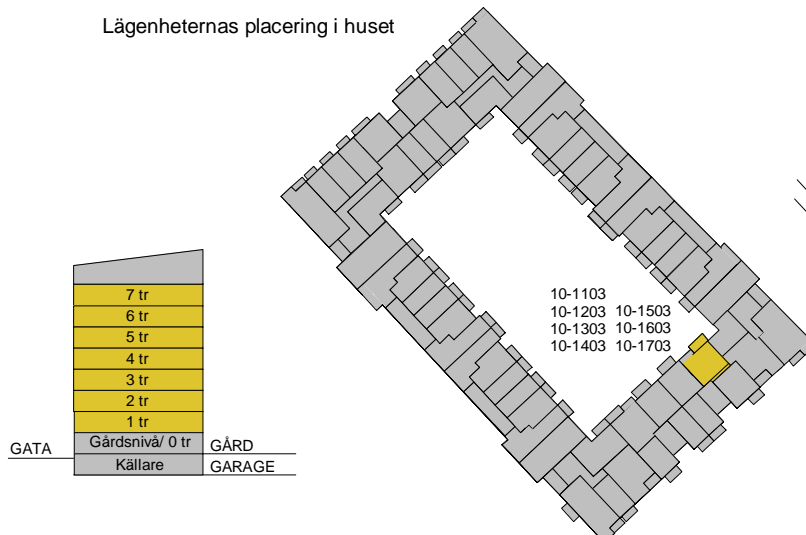 Lägenheternas placering i huset
10-1103
10-1203 10-1503
10-1303 10-1603
10-1403 10-1703
7 tr
6 tr
5 tr
4 tr
3 tr
2 tr
1 tr
Gårdsnivå/ 0 tr
Källare
GATA
GÅRD
GARAGE